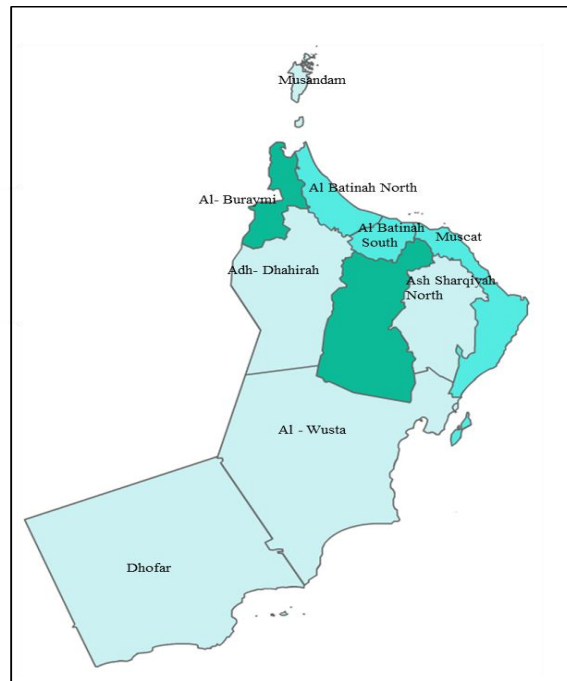 Musandam
Al- Buraymi
Al Batinah North
Al Batinah
South
Muscat
Adh- Dhahirah
Ash Sharqiyah
North
Al - Wusta
Dhofar